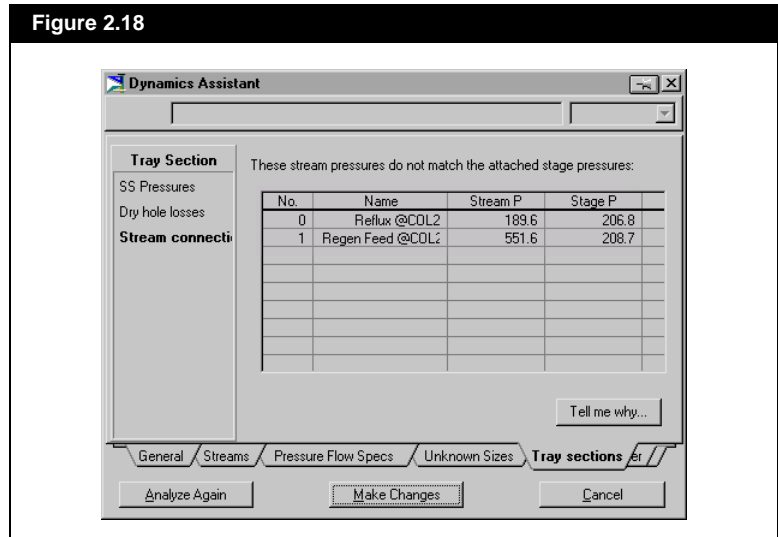 Figure 2.18
Dynamics Assistant
Tray Section
SS Pressures
Dry hole losses
Stream connecti
These stream pressures do not match the attached stage pressures:
No. Name Stream P Stage P
0 Reflux @COL2 189.6 206.8
1 Regen Feed @COL2 551.6 208.7
Tell me why...
General Streams Pressure Flow Specs Unknown Sizes Tray sections er
Analyze Again Make Changes Cancel